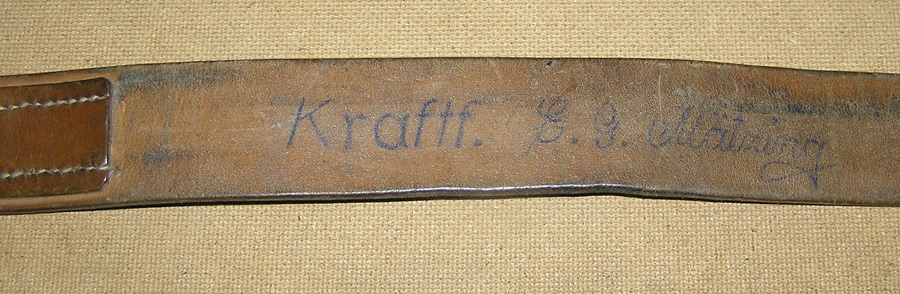 Kraftf. E. G. Mätzing